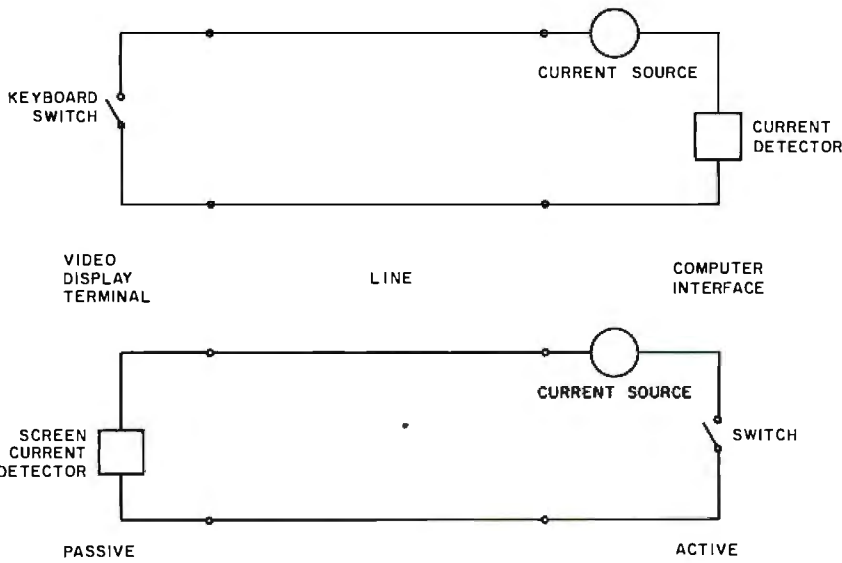 CURRENT SOURCE
KEYBOARD
SWITCH
CURRENT
DETECTOR
VIDEO
DISPLAY
TERMINAL
LINE
COMPUTER
INTERFACE
CURRENT SOURCE
SCREEN
CURRENT
DETECTOR
SWITCH
PASSIVE
ACTIVE